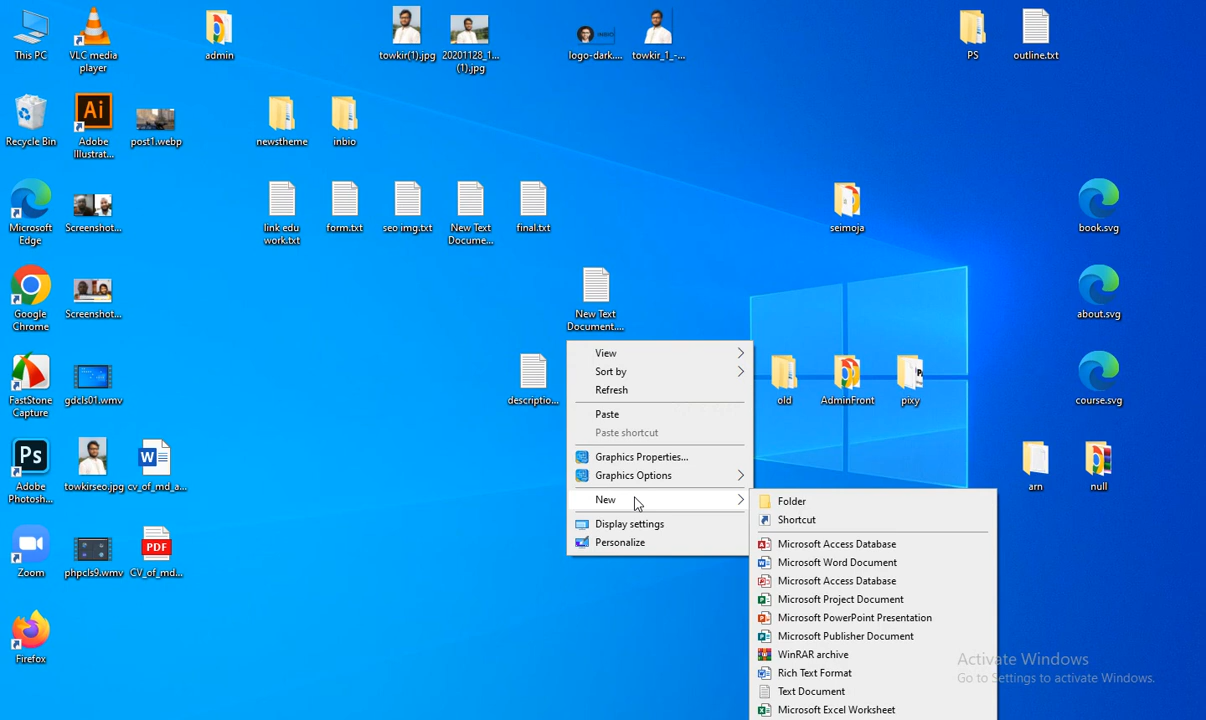 This PC
VLC media
player
admin
towkir(1).jpg
20201128_1...
(1).jpg
logo-dark....
towkir_1_-...
PS
outline.txt
Recycle Bin
Adobe
Illustrat...
post1.webp
newstheme
inbio
Microsoft
Edge
Screenshot...
link edu
work.txt
form.txt
seo img.txt
New Text
Docume...
final.txt
seimoja
book.svg
Google
Chrome
Screenshot...
New Text
Document....
about.svg
FastStone
Capture
gdcls01.wmv
descriptio...
old
AdminFront
pixy
course.svg
Adobe
Photosh...
towkirseo.jpg
cv_of_md_a...
arn
null
Zoom
phpcls9.wmv
PDF
CV_of_md...
Firefox
View
Sort by
Refresh
Paste
Paste shortcut
Graphics Properties...
Graphics Options
New
Display settings
Personalize
Folder
Shortcut
Microsoft Access Database
Microsoft Word Document
Microsoft Access Database
Microsoft Project Document
Microsoft PowerPoint Presentation
Microsoft Publisher Document
WinRAR archive
Rich Text Format
Text Document
Microsoft Excel Worksheet
Activate Windows
Go to Settings to activate Windows.